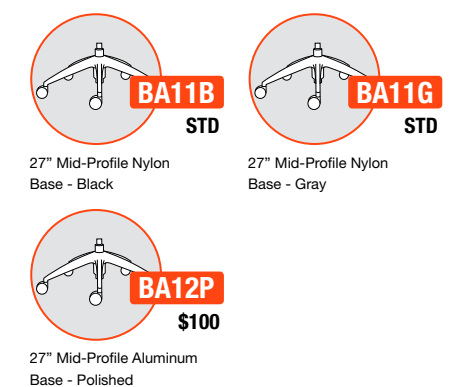 BA11B
STD
27” Mid-Profile Nylon
Base - Black
BA11G
STD
27” Mid-Profile Nylon
Base - Gray
BA12P
$100
27” Mid-Profile Aluminum
Base - Polished